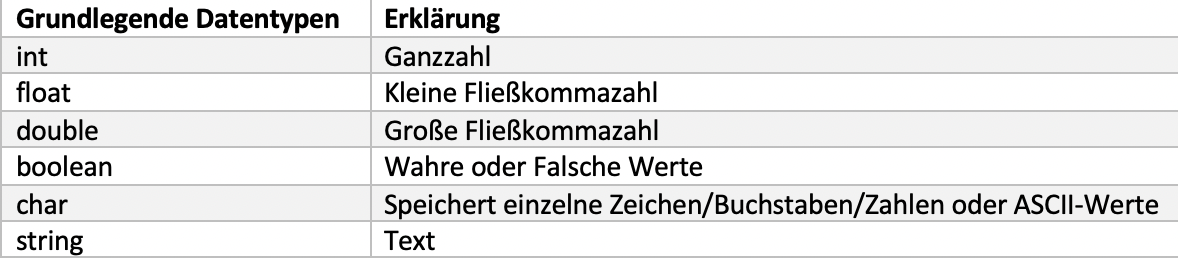 Grundlegende Datentypen Erklärung
int Ganzzahl
float Kleine Fließkommazahl
double Große Fließkommazahl
boolean Wahre oder Falsche Werte
char Speichert einzelne Zeichen/Buchstaben/Zahlen oder ASCII-Werte
string Text